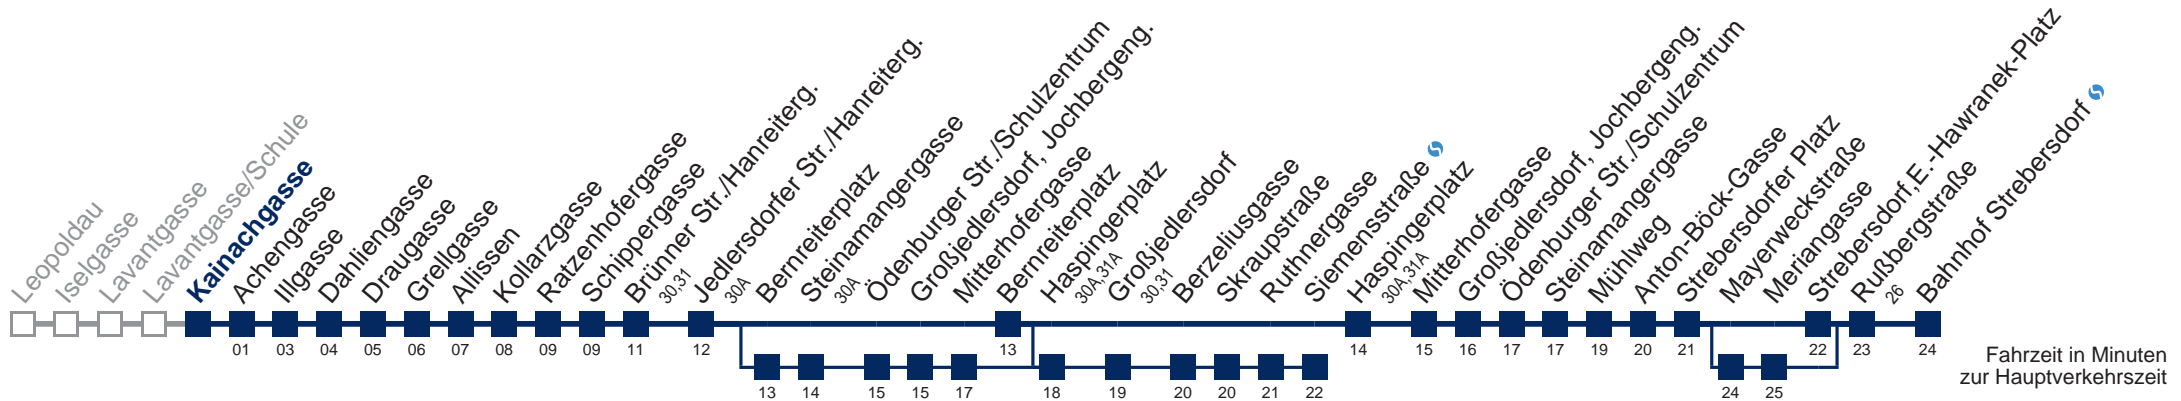 Leopoldau
Iselgasse
Lavantgasse
Lavantgasse/Schule
Kainachgasse
Achengasse
Illgasse
Dahliengasse
Draugasse
Grellgasse
Allissen
Kollarzgasse
Ratzenhofergasse
Schippergasse
Brünner Str./Hanreiterg.
30,31
Jedlersdorfer Str./Hanreiterg.
30A
Bernreiterplatz
Steinamangergasse
30A
Ödenburger Str./Schulzentrum
Großjedlersdorf, Jochbergeng.
Mitterhofergasse
Bernreiterplatz
Haspingerplatz
30A,31A
Großjedlersdorf
30,31
Berzeliusgasse
Skraupstraße
Ruthnergasse
Siemensstraße
Haspingerplatz
30A,31A
Mitterhofergasse
Großjedlersdorf, Jochbergeng.
Ödenburger Str./Schulzentrum
Steinamangergasse
Mühlweg
Anton-Böck-Gasse
Strebersdorfer Platz
Mayerweckstraße
Meriangasse
Strebersdorf,E.-Hawranek-Platz
Rußbergstraße
26
Bahnhof Strebersdorf
01 03 04 05 06 07 08 09 09 11 12 13 14 15 16 17 17 19 20 21 22 23 24
13 14 15 15 17 18 19 20 20 21 22 24 25
Fahrzeit in Minuten
zur Hauptverkehrszeit